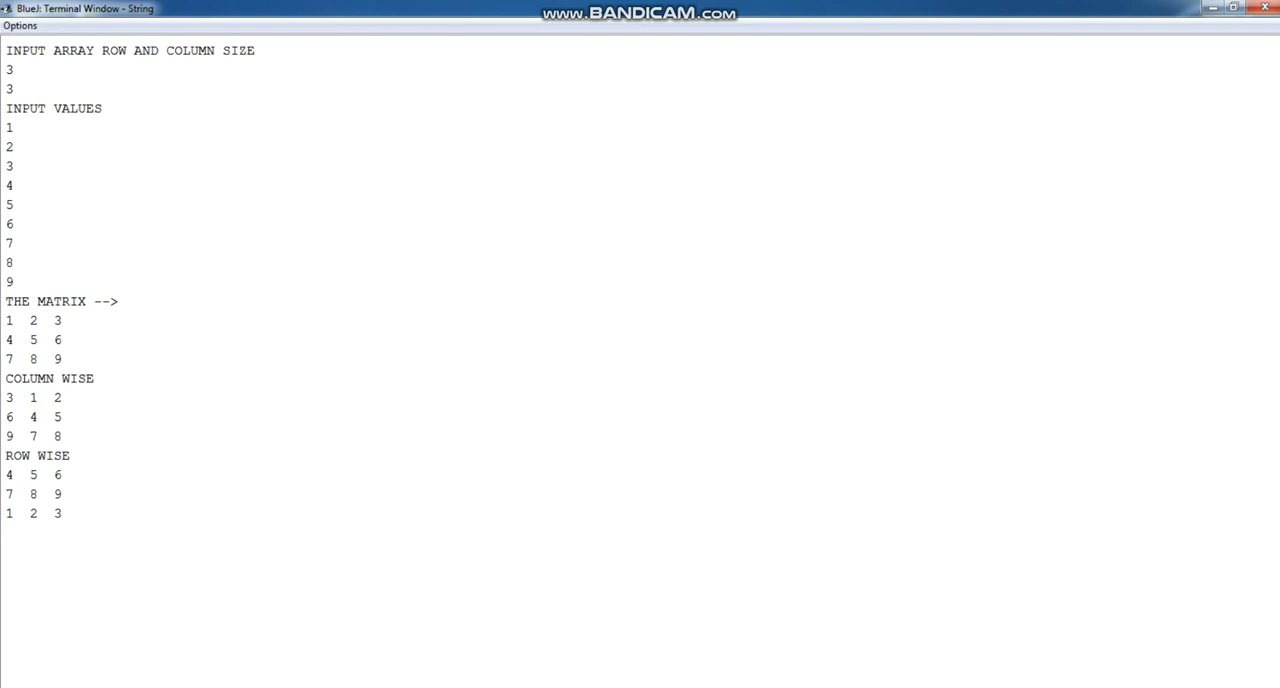 BlueJ: Terminal Window - String
www.BANDICAM.com
Options
INPUT ARRAY ROW AND COLUMN SIZE
3
3
INPUT VALUES
1
2
3
4
5
6
7
8
9
THE MATRIX -->
1 2 3
4 5 6
7 8 9
COLUMN WISE
3 1 2
6 4 5
9 7 8
ROW WISE
4 5 6
7 8 9
1 2 3